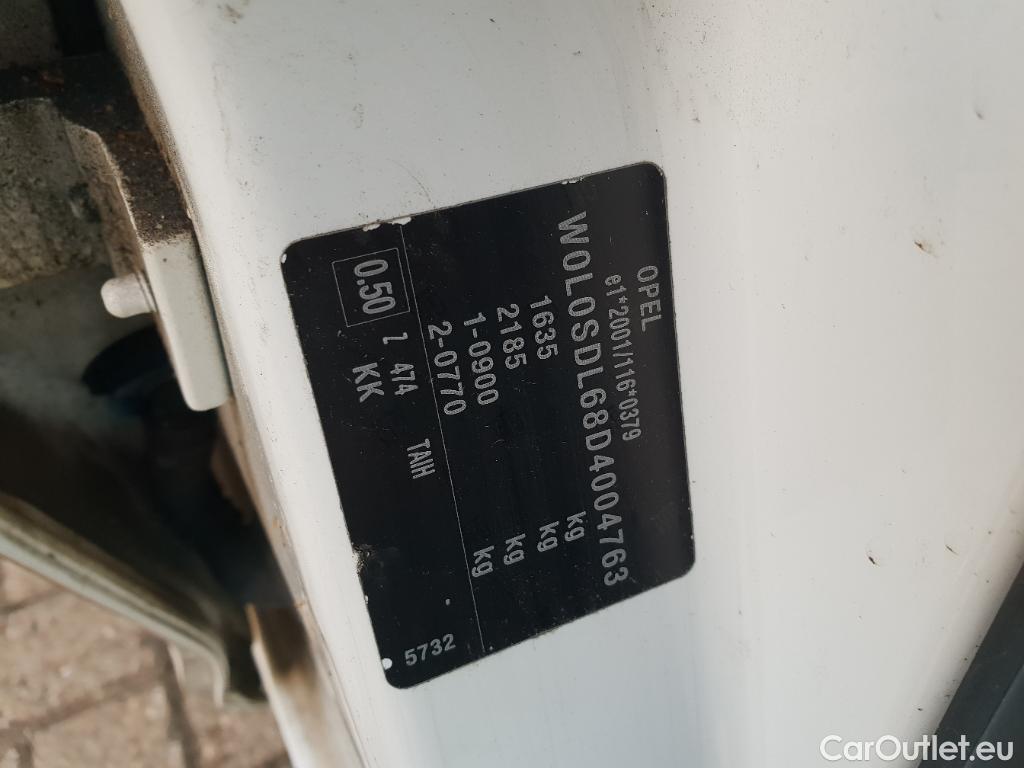 OPEL
e1*2001/116*0379
W0L0SDL68D4004763
1635 kg
2185 kg
1-0900 kg
2-0770 kg
0.50 Z 474 TAIH 5732
KK
CarOutlet.eu